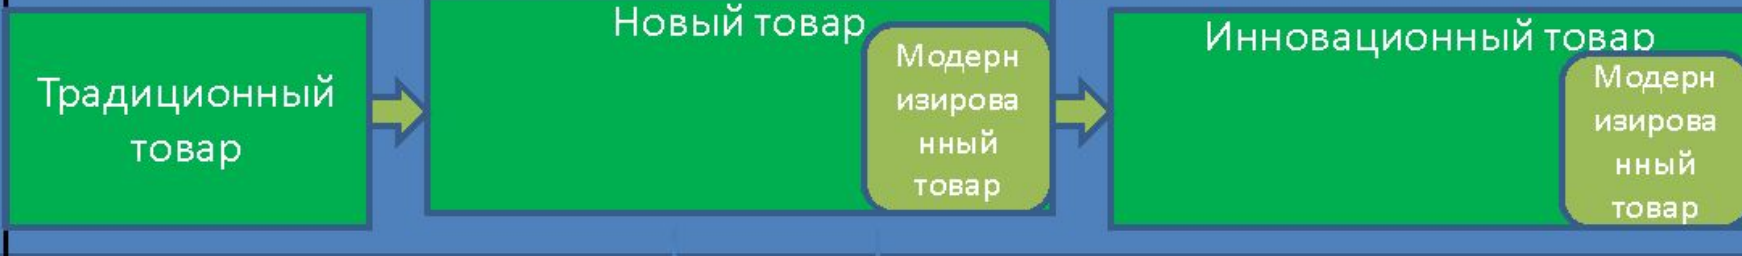 Традиционный
товар
Новый товар
Модерн
изирова
нный
товар
Инновационный товар
Модерн
изирова
нный
товар